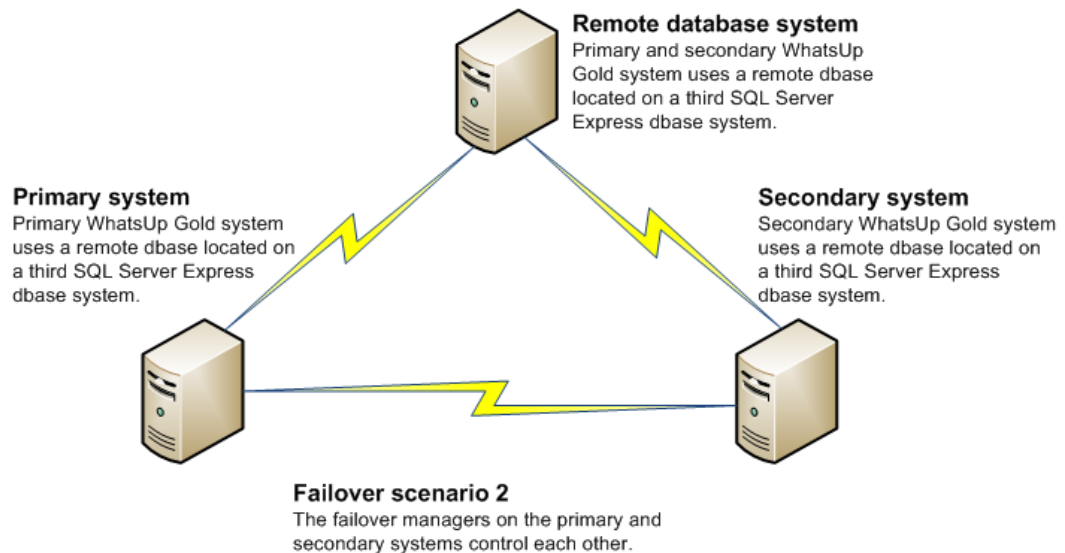 Remote database system
Primary and secondary WhatsUp
Gold system uses a remote dbase
located on a third SQL Server
Express dbase system.
Primary system
Primary WhatsUp Gold system
uses a remote dbase located on
a third SQL Server Express
dbase system.
Secondary system
Secondary WhatsUp Gold system
uses a remote dbase located on
a third SQL Server Express
dbase system.
Failover scenario 2
The failover managers on the primary and
secondary systems control each other.